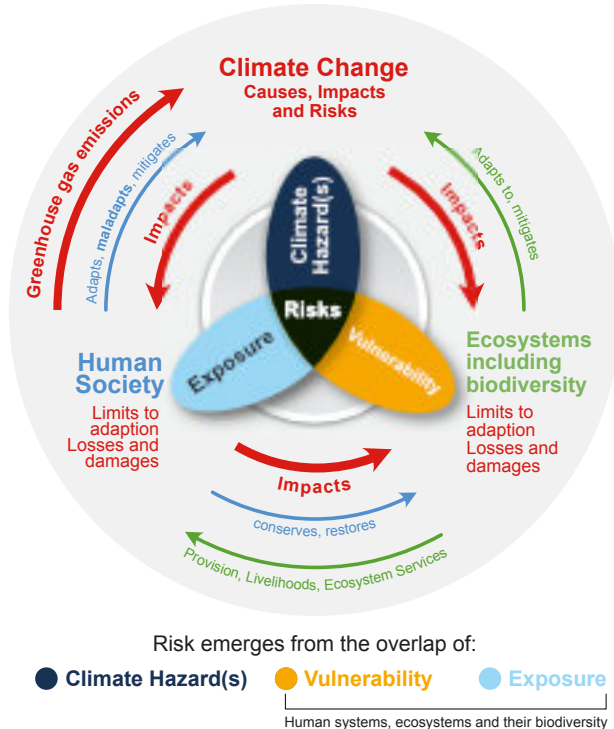 Climate Change
Causes, Impacts
and Risks
Greenhouse gas emissions
Adapts, maladapts, mitigates
Impacts
Climate
Hazard(s)
Impacts
Adapts to, mitigates
Risks
Exposure
Vulnerability
Human
Society
Limits to
adaption
Losses and
damages
Ecosystems
including
biodiversity
Limits to
adaption
Losses and
damages
Impacts
conserves, restores
Provision, Livelihoods, Ecosystem Services
Risk emerges from the overlap of:
Climate Hazard(s) Vulnerability Exposure
Human systems, ecosystems and their biodiversity